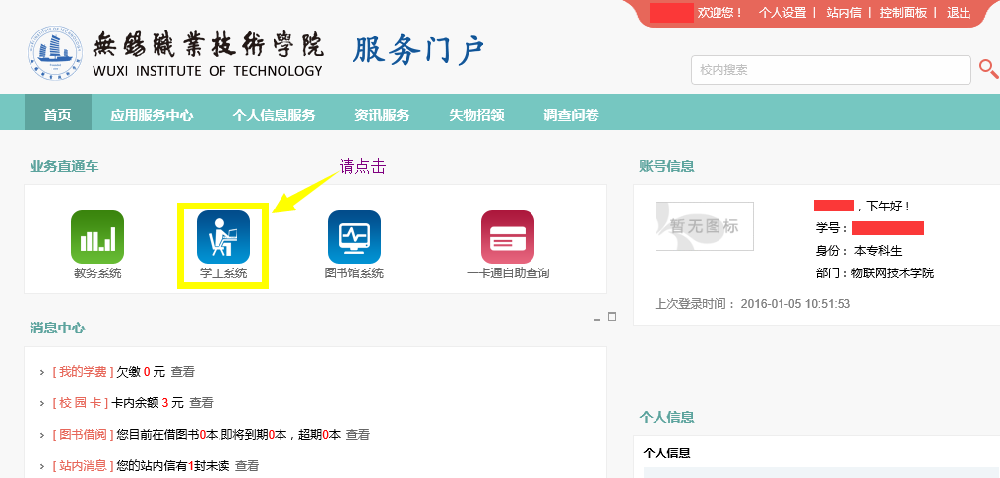 欢迎您！ 个人设置 | 站内信 | 控制面板 | 退出
無錫職業技術學院 服务门户
WUXI INSTITUTE OF TECHNOLOGY
校内搜索
首页 应用服务中心 个人信息服务 资讯服务 失物招领 调查问卷
业务直通车
请点击
教务系统 学工系统 图书馆系统 一卡通自助查询
账号信息
暂无图标
，下午好！
学号：
身份： 本专科生
部门：物联网技术学院
上次登录时间： 2016-01-05 10:51:53
消息中心
[ 我的学费 ] 欠缴 0 元 查看
[ 校 园 卡 ] 卡内余额 3 元 查看
[ 图书借阅 ] 您目前在借图书0本,即将到期0本，超期0本 查看
[ 站内消息 ] 您的站内信有1封未读 查看
个人信息
个人信息